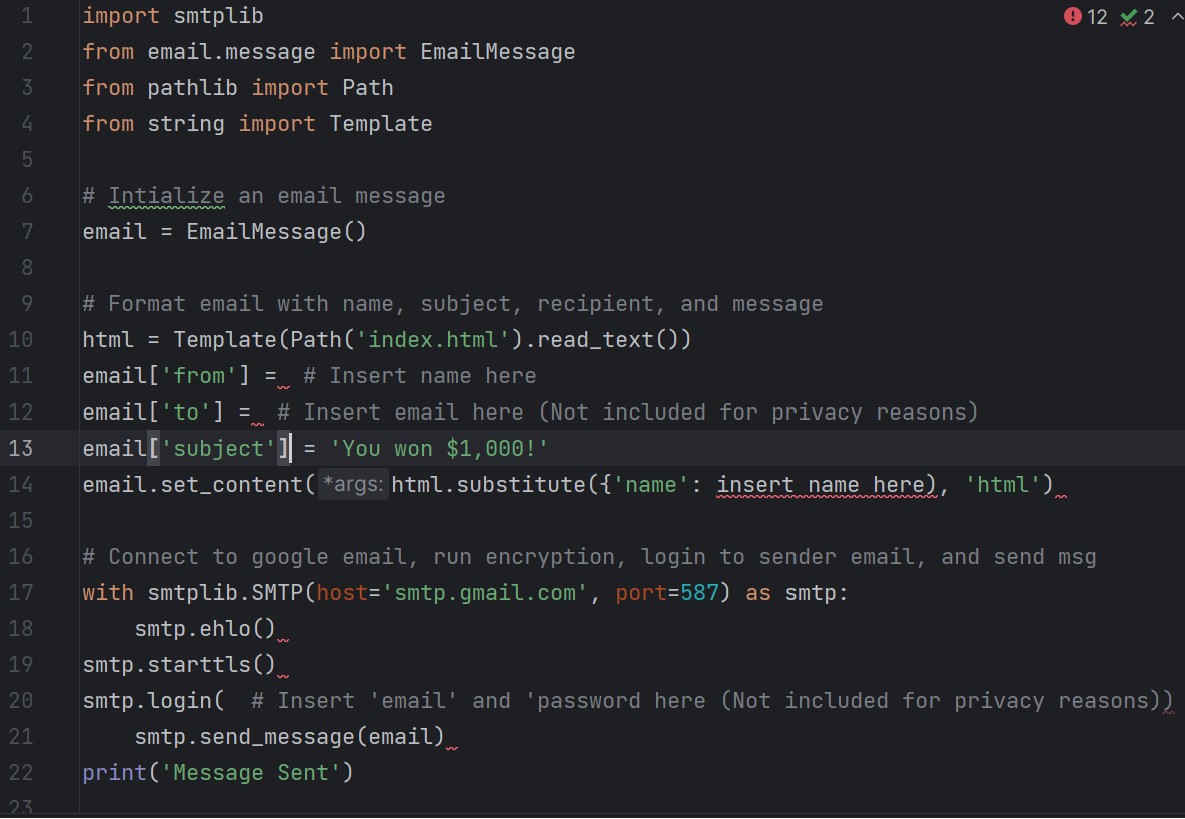 1 import smtplib
2 from email.message import EmailMessage
3 from pathlib import Path
4 from string import Template
5
6 # Intialize an email message
7 email = EmailMessage()
8
9 # Format email with name, subject, recipient, and message
10 html = Template(Path('index.html').read_text())
11 email['from'] =  # Insert name here
12 email['to'] =  # Insert email here (Not included for privacy reasons)
13 email['subject'] = 'You won $1,000!'
14 email.set_content(*args: html.substitute({'name': insert name here), 'html')
15
16 # Connect to google email, run encryption, login to sender email, and send msg
17 with smtplib.SMTP(host='smtp.gmail.com', port=587) as smtp:
18     smtp.ehlo()
19 smtp.starttls()
20 smtp.login(  # Insert 'email' and 'password here (Not included for privacy reasons))
21     smtp.send_message(email)
22 print('Message Sent')
23
12 2